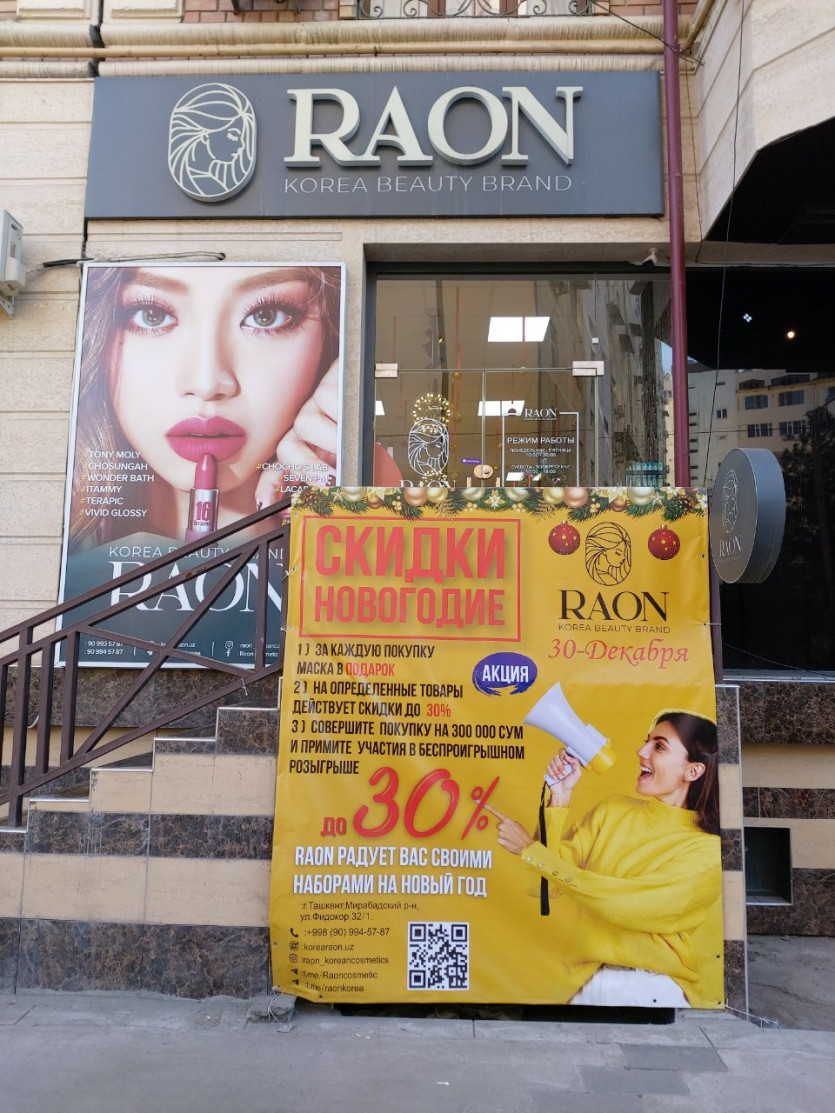 RAON
KOREA BEAUTY BRAND
TONY MOLY
CHOSUNGAH
WONDER BATH
ITAMMY
TERAPIC
VIVID GLOSSY
CHOCHO'S LAB
16
KOREA
RAON
RAON
РЕЖИМ РАБОТЫ
RAON
СКИДКИ
НОВОГОДИЕ
RAON
KOREA BEAUTY BRAND
30-Декабря
1) ЗА КАЖДУЮ ПОКУПКУ
МАСКА В ПОДАРОК
2) НА ОПРЕДЕЛЕННЫЕ ТОВАРЫ
ДЕЙСТВУЕТ СКИДКИ ДО 30%
3) СОВЕРШИТЕ ПОКУПКУ НА 300 000 СУМ
И ПРИМИТЕ УЧАСТИЯ В БЕСПРОИГРЫШНОМ
РОЗЫГРЫШЕ
АКЦИЯ
ДО 30%
RAON РАДУЕТ ВАС СВОИМИ
НАБОРАМИ НА НОВЫЙ ГОД
г.Ташкент,Мирабадский р-н,
ул.Фидокор,32/1.
:+998 (90) 994-57-87
:korearaon.uz
:raon_koreancosmetics
:t.me/Raoncosmetic
:t.me/raonkorea